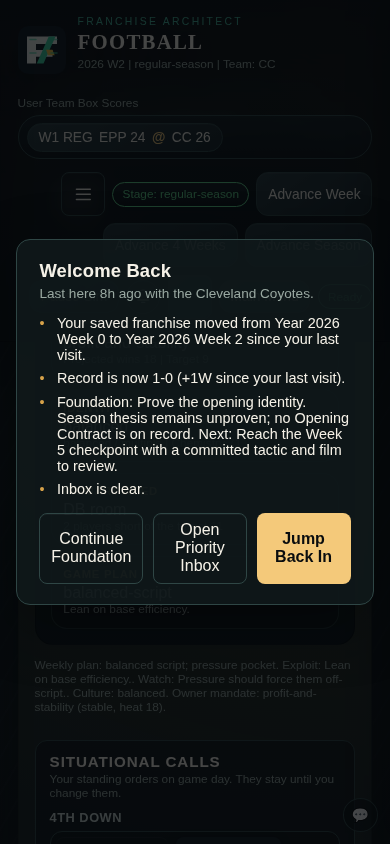 FRANCHISE ARCHITECT
FOOTBALL
2026 W2 | regular-season | Team: CC
User Team Box Scores
W1 REG EPP 24 @ CC 26
Stage: regular-season
Advance Week
Welcome Back
Last here 8h ago with the Cleveland Coyotes.
• Your saved franchise moved from Year 2026
Week 0 to Year 2026 Week 2 since your last
visit.
• Record is now 1-0 (+1W since your last visit).
• Foundation: Prove the opening identity.
Season thesis remains unproven; no Opening
Contract is on record. Next: Reach the Week
5 checkpoint with a committed tactic and film
to review.
• Inbox is clear.
Continue
Foundation
Open
Priority
Inbox
Jump
Back In
balanced-script
Lean on base efficiency.
Weekly plan: balanced script; pressure pocket. Exploit: Lean
on base efficiency.. Watch: Pressure should force them off-
script.. Culture: balanced. Owner mandate: profit-and-
stability (stable, heat 18).
SITUATIONAL CALLS
Your standing orders on game day. They stay until you
change them.
4TH DOWN